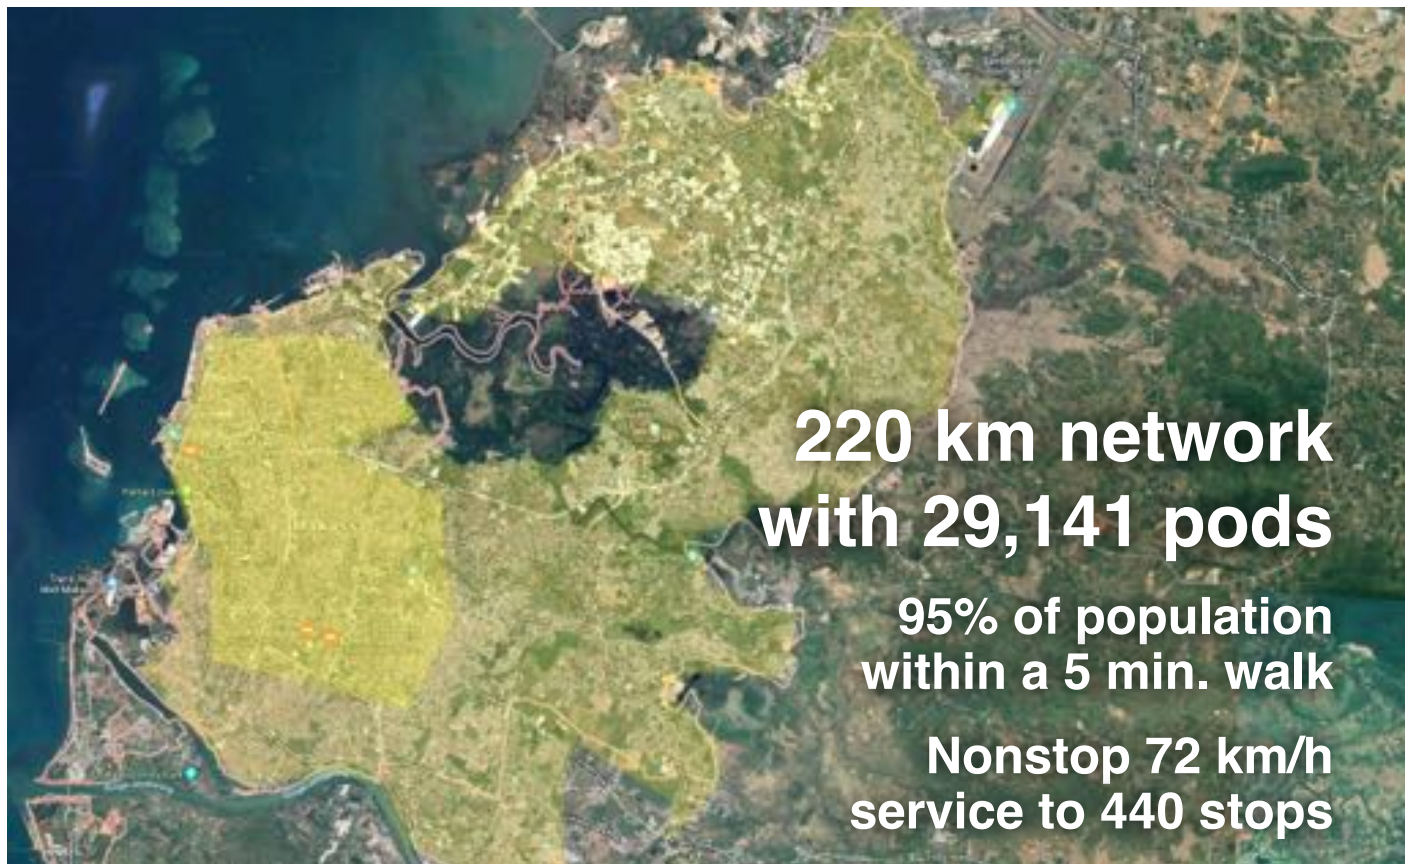 220 km network
with 29,141 pods
95% of population
within a 5 min. walk
Nonstop 72 km/h
service to 440 stops